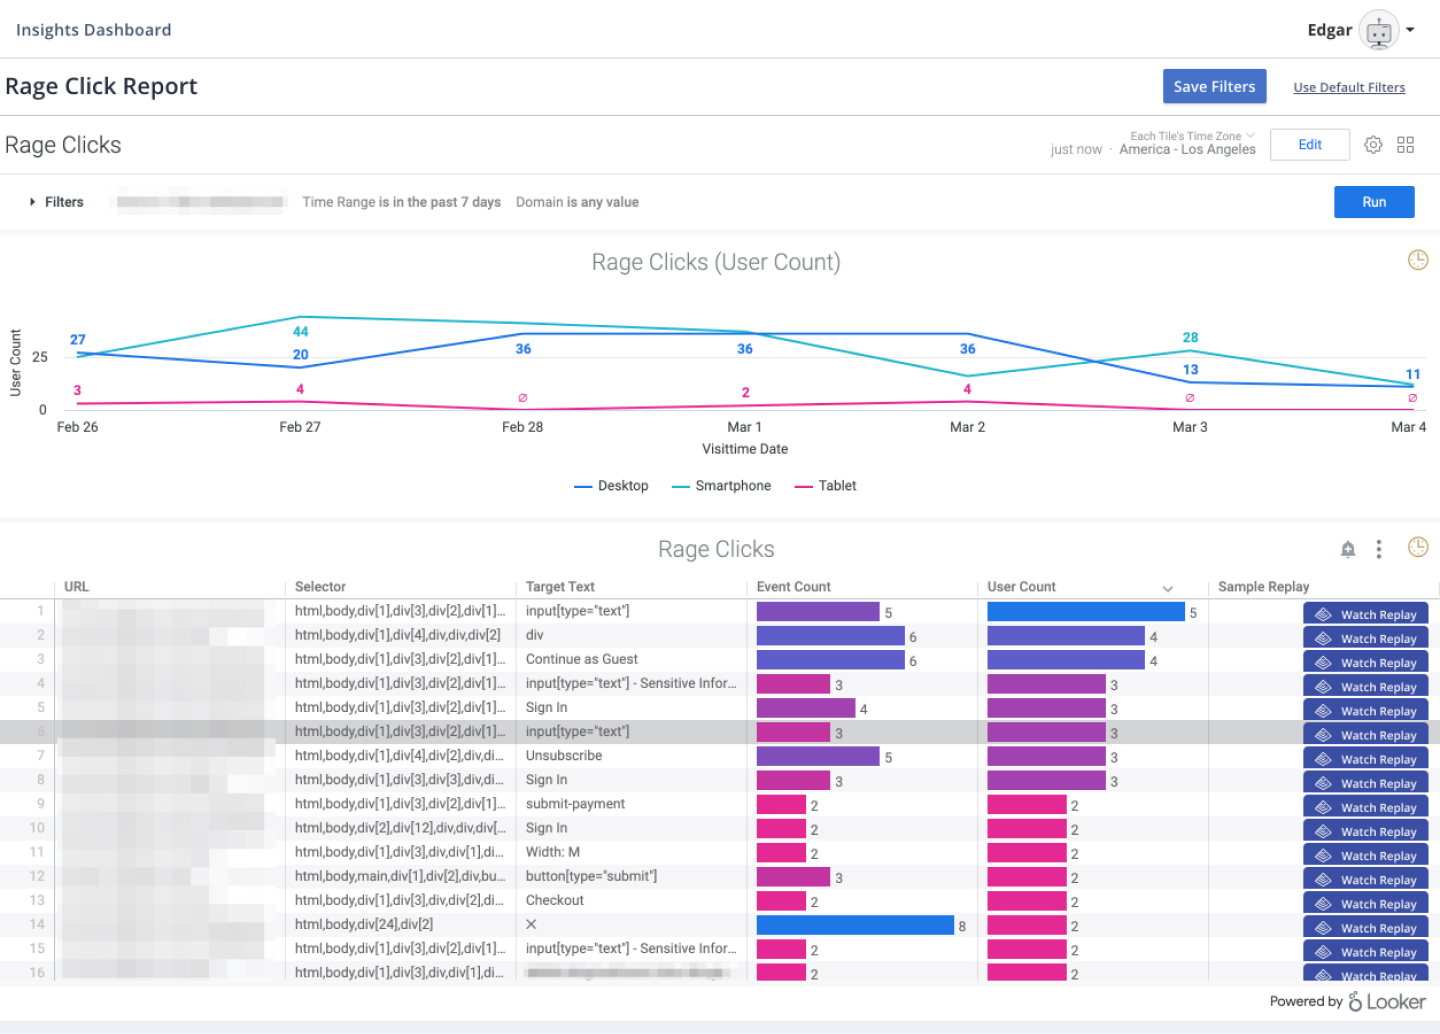 Insights Dashboard
Edgar
Rage Click Report
Save Filters
Use Default Filters
Rage Clicks
Each Tile's Time Zone
just now · America - Los Angeles
Edit
Filters
Time Range is in the past 7 days
Domain is any value
Run
Rage Clicks (User Count)
User Count
25
0
27
44
20
36
36
36
28
13
11
3
4
∅
2
4
∅
∅
Feb 26 Feb 27 Feb 28 Mar 1 Mar 2 Mar 3 Mar 4
Visittime Date
Desktop Smartphone Tablet
Rage Clicks
URL Selector Target Text Event Count User Count Sample Replay
1 html,body,div[1],div[3],div[2],div[1]... input[type="text"] 5 5 Watch Replay
2 html,body,div[1],div[4],div,div,div[2] div 6 4 Watch Replay
3 html,body,div[1],div[3],div[2],div[1]... Continue as Guest 6 4 Watch Replay
4 html,body,div[1],div[3],div[2],div[1]... input[type="text"] - Sensitive Infor... 3 3 Watch Replay
5 html,body,div[1],div[3],div[2],div[1]... Sign In 4 3 Watch Replay
6 html,body,div[1],div[3],div[2],div[1]... input[type="text"] 3 3 Watch Replay
7 html,body,div[1],div[4],div[2],div,di... Unsubscribe 5 3 Watch Replay
8 html,body,div[1],div[3],div[3],div,di... Sign In 3 3 Watch Replay
9 html,body,div[1],div[3],div[2],div[1]... submit-payment 2 2 Watch Replay
10 html,body,div[2],div[12],div,div,div[... Sign In 2 2 Watch Replay
11 html,body,div[1],div[3],div,div[1],di... Width: M 2 2 Watch Replay
12 html,body,main,div[1],div[2],div,bu... button[type="submit"] 3 2 Watch Replay
13 html,body,div[1],div[3],div,div[2],di... Checkout 2 2 Watch Replay
14 html,body,div[24],div[2] ✕ 8 2 Watch Replay
15 html,body,div[1],div[3],div[2],div[1]... input[type="text"] - Sensitive Infor... 2 2 Watch Replay
16 html,body,div[1],div[3],div,div[1],di... 2 2 Watch Replay
Powered by Looker